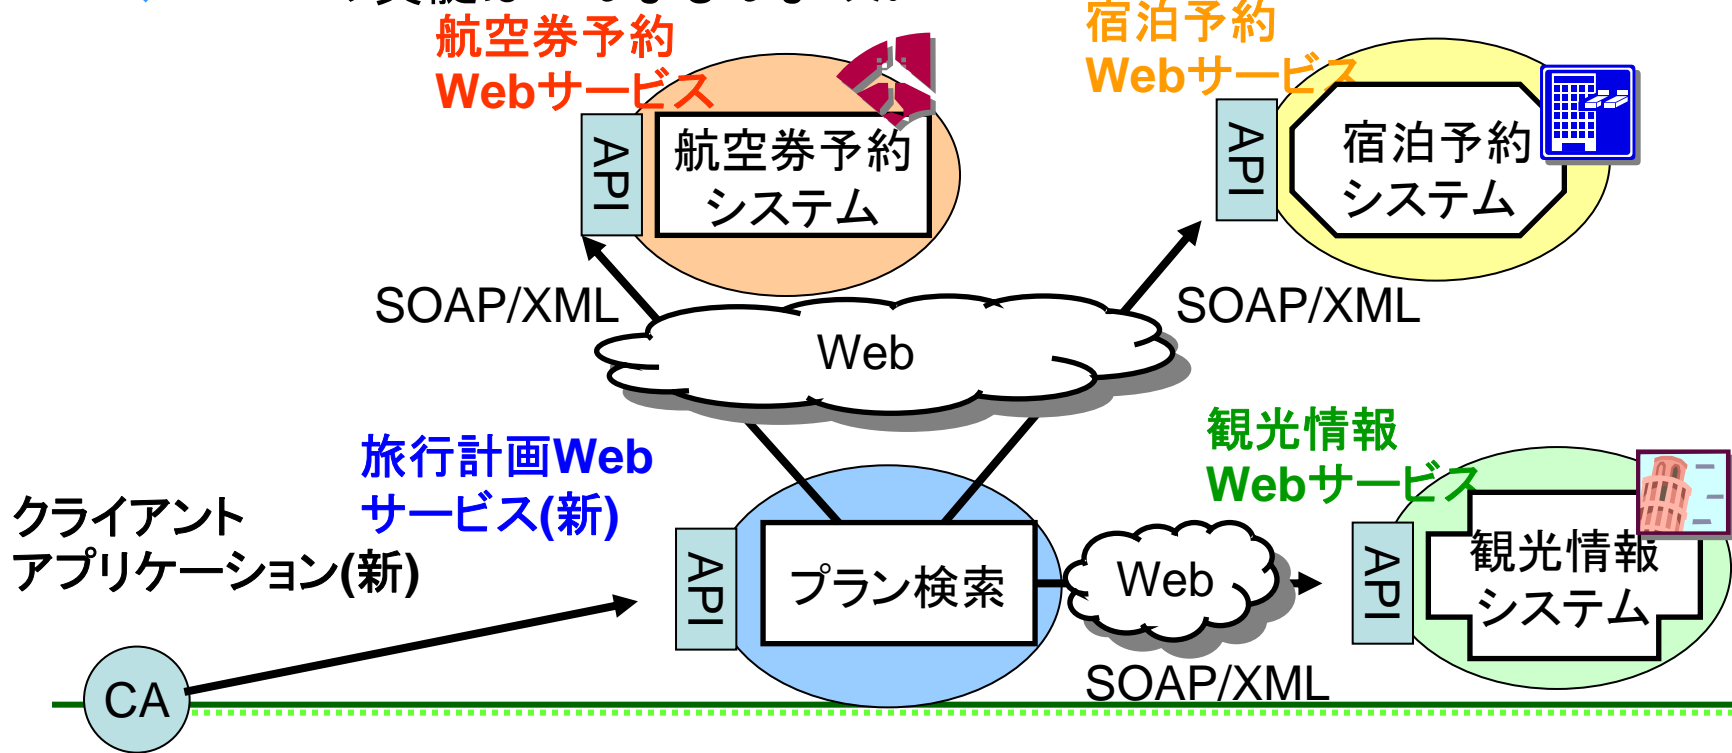 航空券予約
Webサービス
宿泊予約
Webサービス
API
航空券予約
システム
API
宿泊予約
システム
SOAP/XML
SOAP/XML
Web
旅行計画Web
サービス(新)
観光情報
Webサービス
クライアント
アプリケーション(新)
API
プラン検索
Web
API
観光情報
システム
SOAP/XML
CA